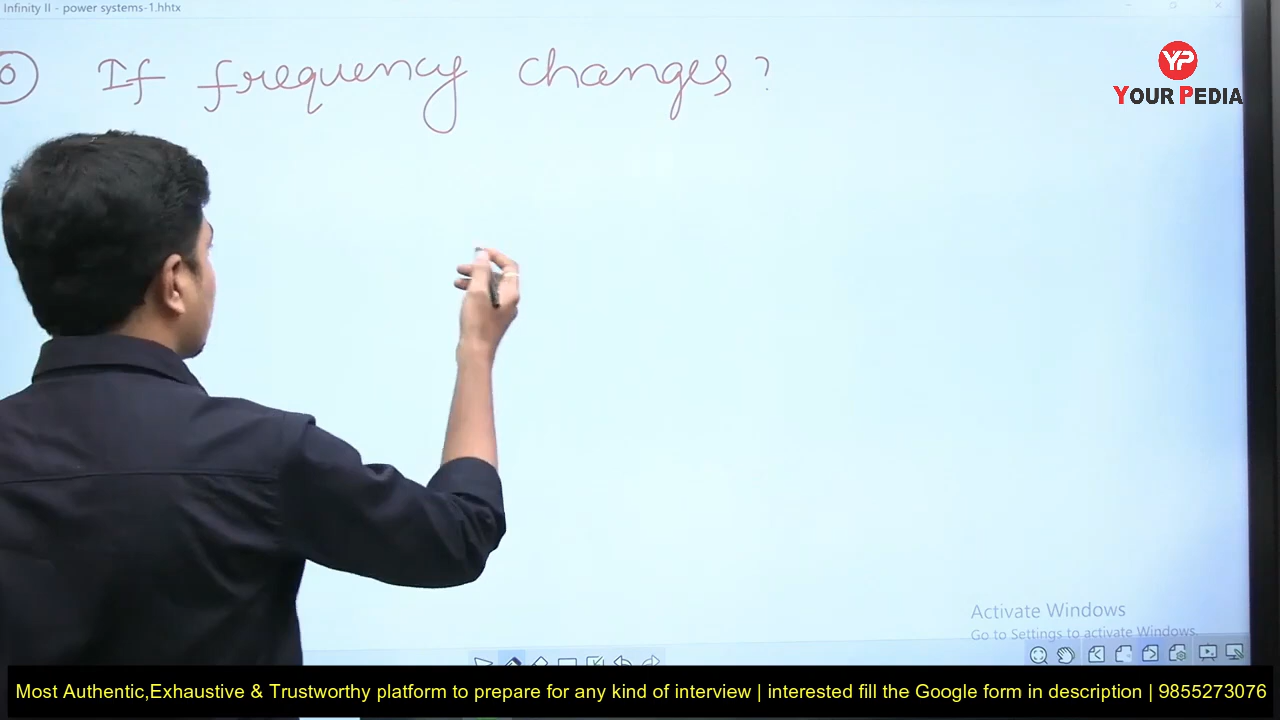 Infinity II - power systems-1.hhtx
If frequency changes?
YP
YOUR PEDIA
Activate Windows
Go to Settings to activate Windows.
Most Authentic,Exhaustive & Trustworthy platform to prepare for any kind of interview | interested fill the Google form in description | 9855273076